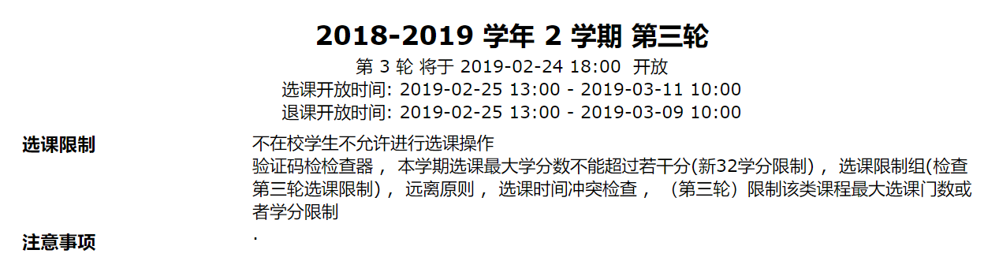 2018-2019 学年 2 学期 第三轮
第 3 轮 将于 2019-02-24 18:00 开放
选课开放时间: 2019-02-25 13:00 - 2019-03-11 10:00
退课开放时间: 2019-02-25 13:00 - 2019-03-09 10:00
选课限制
不在校学生不允许进行选课操作
验证码检检查器 ，本学期选课最大学分数不能超过若干分(新32学分限制) ，选课限制组(检查
第三轮选课限制) ，远离原则 ，选课时间冲突检查 ，（第三轮）限制该类课程最大选课门数或
者学分限制
注意事项
.